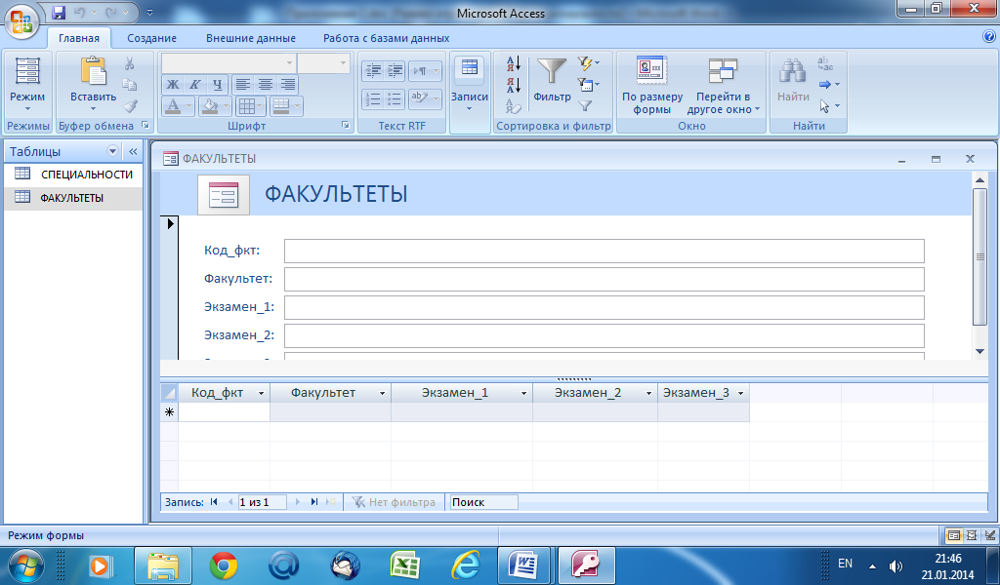 Microsoft Access
Главная Создание Внешние данные Работа с базами данных
Режим Вставить Ж К Ч Записи Фильтр По размеру формы Перейти в другое окно Найти
Режимы Буфер обмена Шрифт Текст RTF Сортировка и фильтр Окно Найти
Таблицы
СПЕЦИАЛЬНОСТИ
ФАКУЛЬТЕТЫ
ФАКУЛЬТЕТЫ
ФАКУЛЬТЕТЫ
Код_фкт:
Факультет:
Экзамен_1:
Экзамен_2:
Код_фкт Факультет Экзамен_1 Экзамен_2 Экзамен_3
Запись: 1 из 1 Нет фильтра Поиск
Режим формы
EN 21:46
21.01.2014